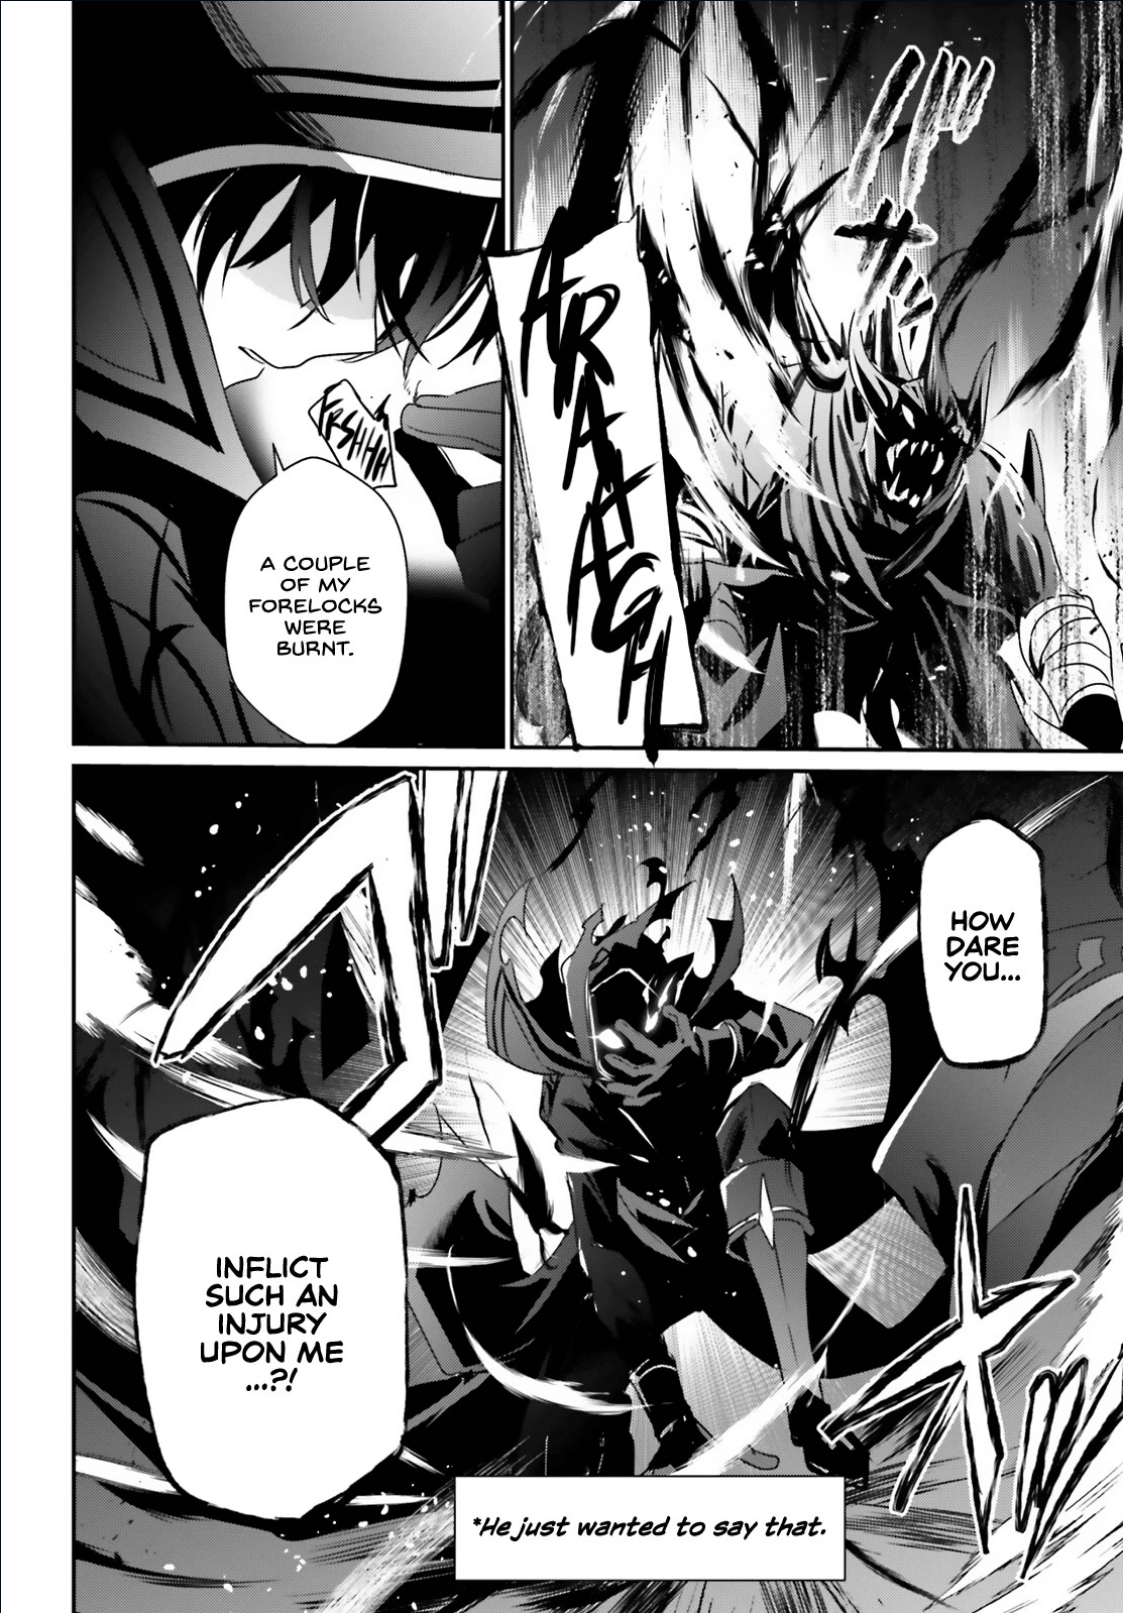 ARAAAAGH
FRSHHH
A COUPLE
OF MY
FORELOCKS
WERE
BURNT.
HOW
DARE
YOU...
INFLICT
SUCH AN
INJURY
UPON ME
...?!
*He just wanted to say that.